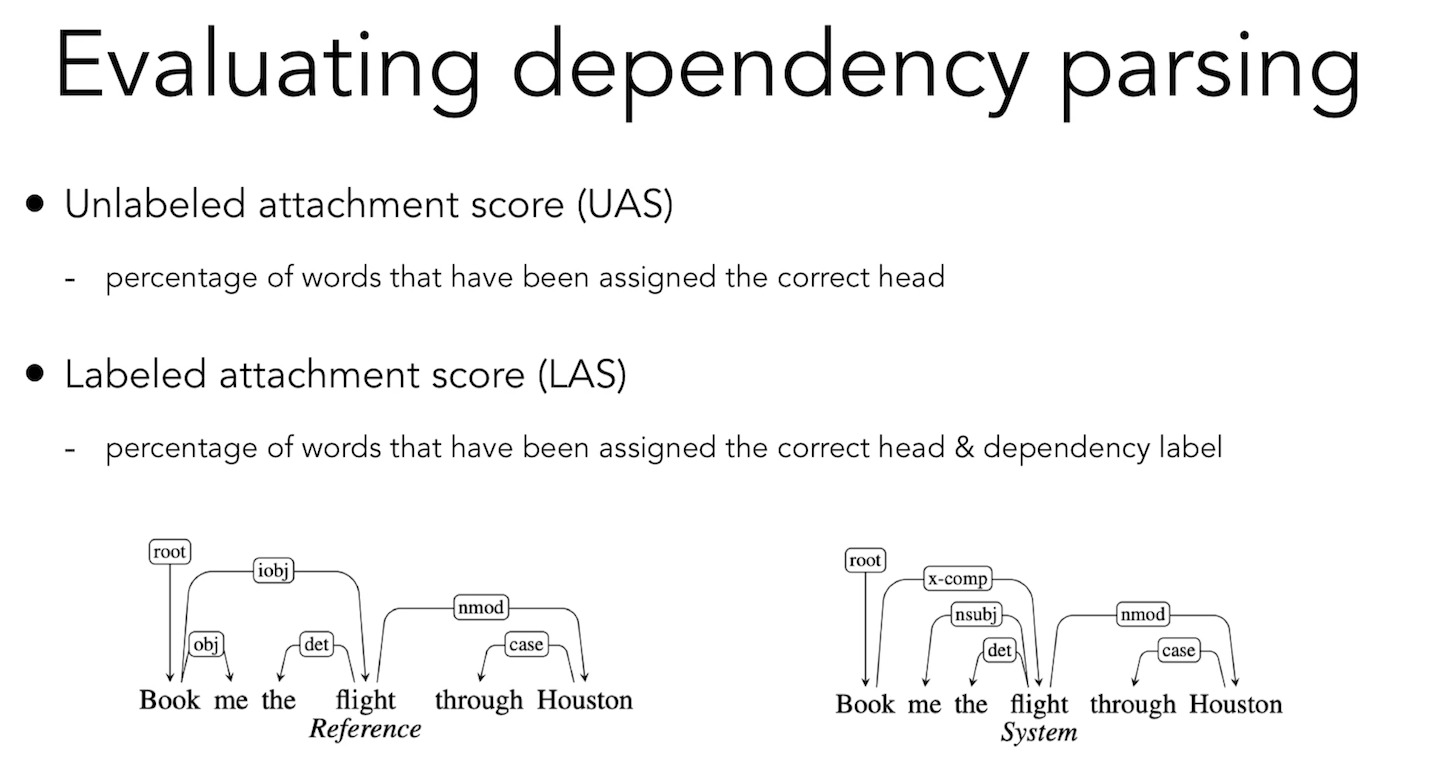 Evaluating dependency parsing
• Unlabeled attachment score (UAS)
- percentage of words that have been assigned the correct head
• Labeled attachment score (LAS)
- percentage of words that have been assigned the correct head & dependency label
root
iobj
nmod
obj
det
case
Book me the flight through Houston
Reference
root
x-comp
nsubj
nmod
det
case
Book me the flight through Houston
System